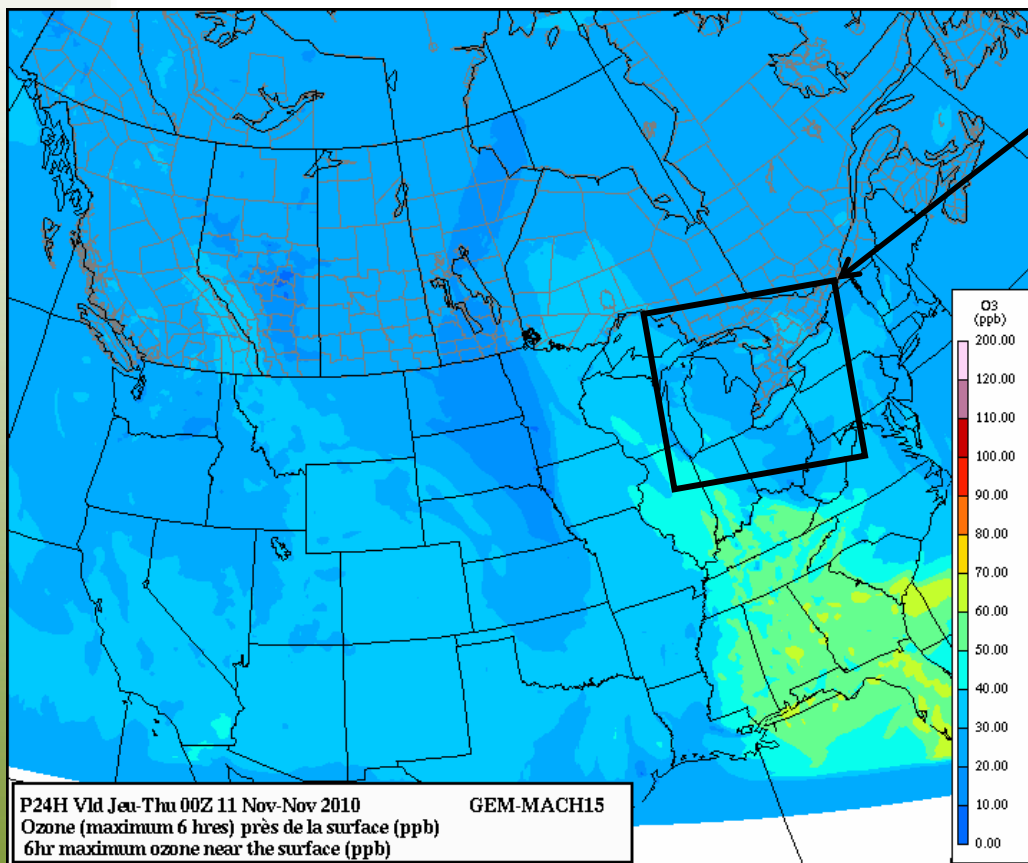 O3
(ppb)
200.00
120.00
110.00
100.00
90.00
80.00
70.00
60.00
50.00
40.00
30.00
20.00
10.00
0.00
P24H Vld Jeu-Thu 00Z 11 Nov-Nov 2010 GEM-MACH15
Ozone (maximum 6 hres) près de la surface (ppb)
6hr maximum ozone near the surface (ppb)